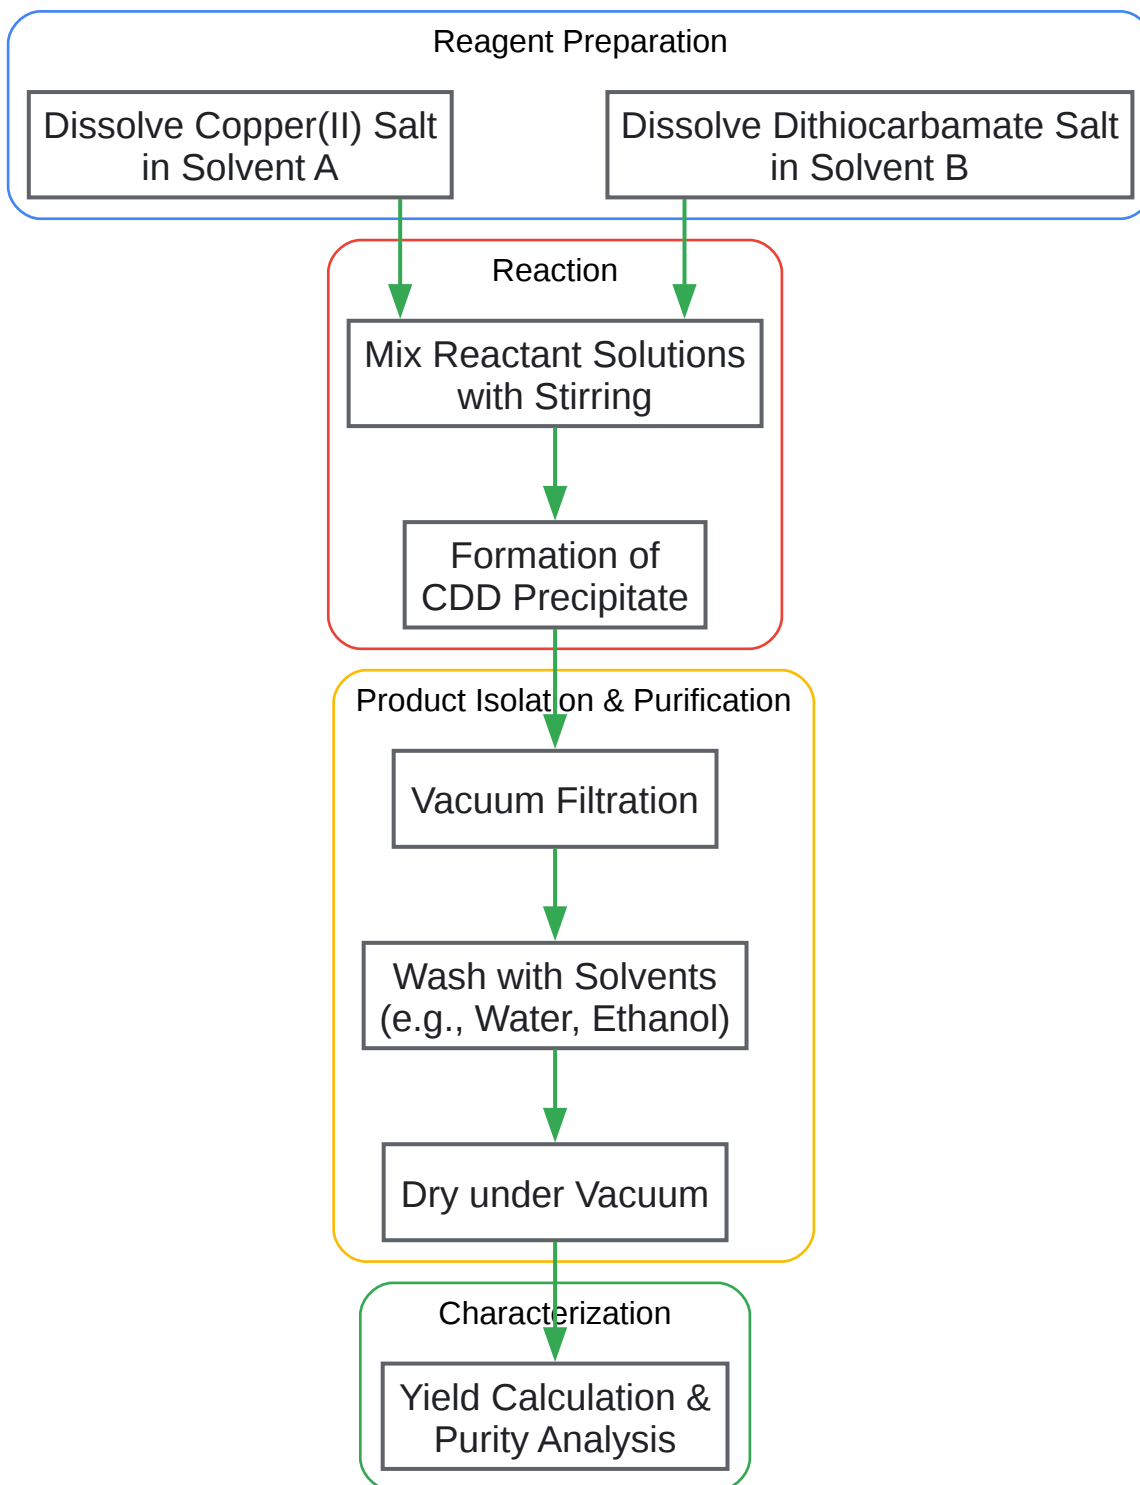 Reagent Preparation
Dissolve Copper(II) Salt
in Solvent A
Dissolve Dithiocarbamate Salt
in Solvent B
Reaction
Mix Reactant Solutions
with Stirring
Formation of
CDD Precipitate
Product Isolation & Purification
Vacuum Filtration
Wash with Solvents
(e.g., Water, Ethanol)
Dry under Vacuum
Characterization
Yield Calculation &
Purity Analysis